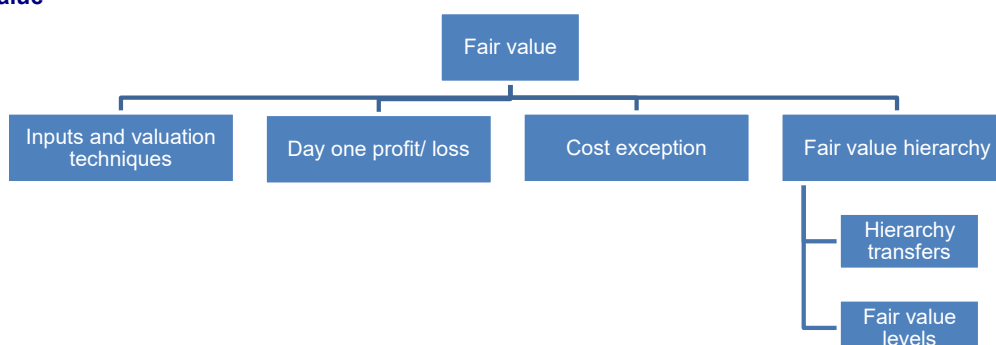 Fair value
Inputs and valuation
techniques
Day one profit/ loss
Cost exception
Fair value hierarchy
Hierarchy
transfers
Fair value
levels